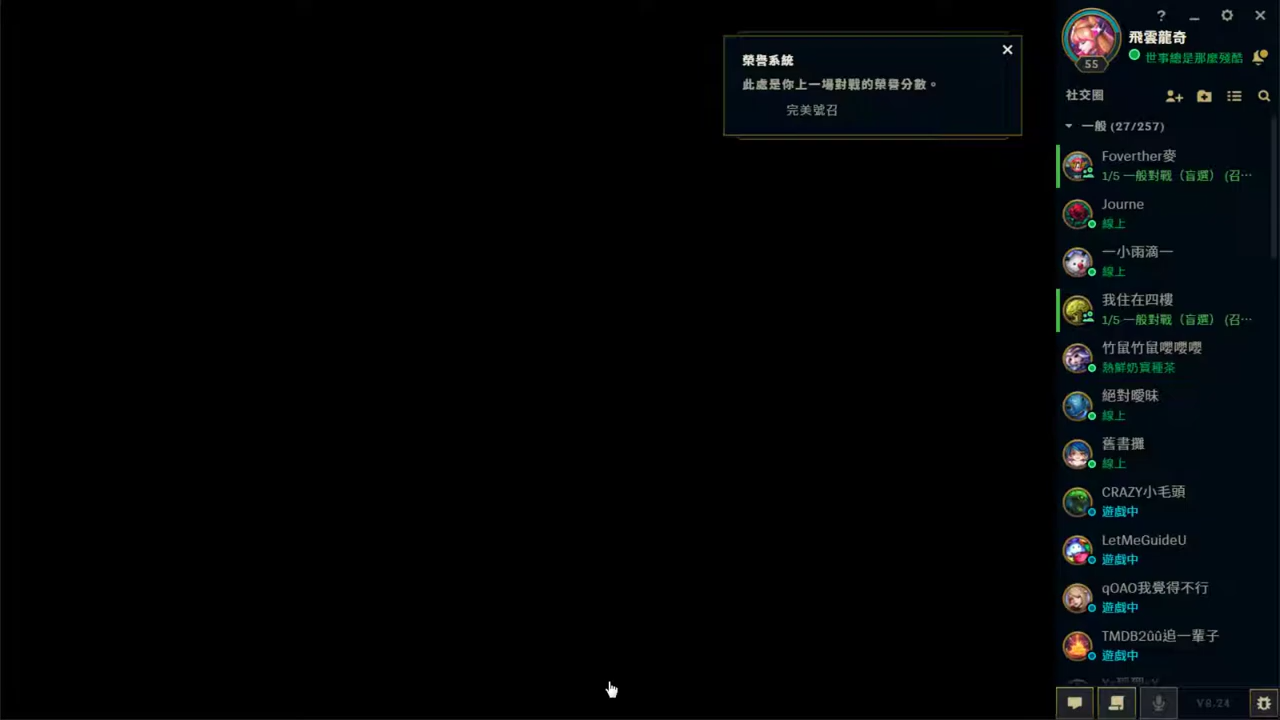 榮譽系統
此處是你上一場對戰的榮譽分數。
完美號召
飛雲龍奇
55
世事總是那麼殘酷
社交圈
一般 (27/257)
Foverther麥
1/5 一般對戰（盲選） (召…
Journe
線上
一小雨滴一
線上
我住在四樓
1/5 一般對戰（盲選） (召…
竹鼠竹鼠嚶嚶嚶
熱鮮奶實種茶
絕對曖昧
線上
舊書攤
線上
CRAZY小毛頭
遊戲中
LetMeGuideU
遊戲中
qOAO我覺得不行
遊戲中
TMDB2ûû追一輩子
遊戲中
V8.24